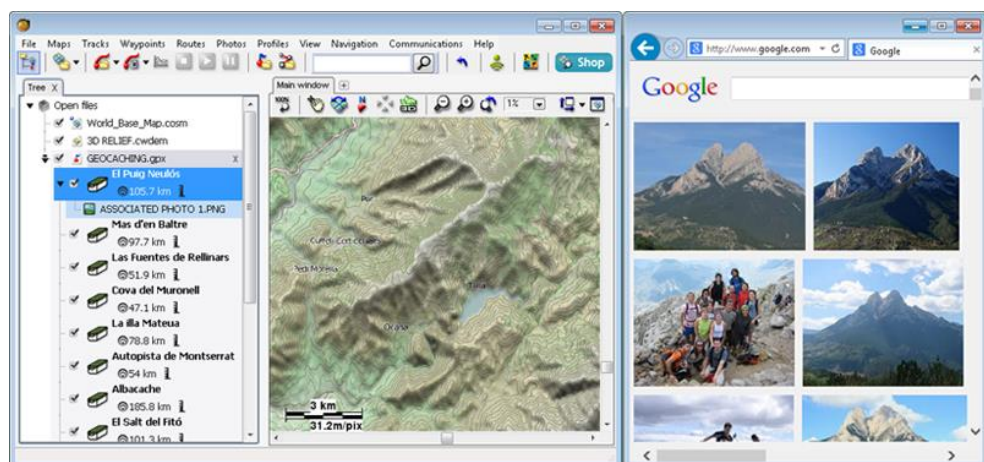 File Maps Tracks Waypoints Routes Photos Profiles View Navigation Communications Help
Shop
Tree X
Open files
World_Base_Map.cosm
3D RELIEF.cwdem
GEOCACHING.gpx x
El Puig Neulós
105.7 km
ASSOCIATED PHOTO 1.PNG
Mas d'en Baltre
97.7 km
Las Fuentes de Rellinars
51.9 km
Cova del Muronell
47.1 km
La illa Mateua
78.8 km
Autopista de Montserrat
54 km
Albacache
185.8 km
El Salt del Fitó
101.3 km
Main window
100%
1%
3 km
31.2m/pix
http://www.google.com
Google
Google